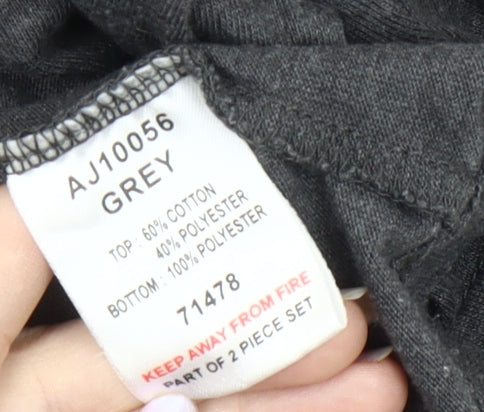 AJ10056
GREY
TOP : 60% COTTON
40% POLYESTER
BOTTOM : 100% POLYESTER
71478
KEEP AWAY FROM FIRE
PART OF 2 PIECE SET